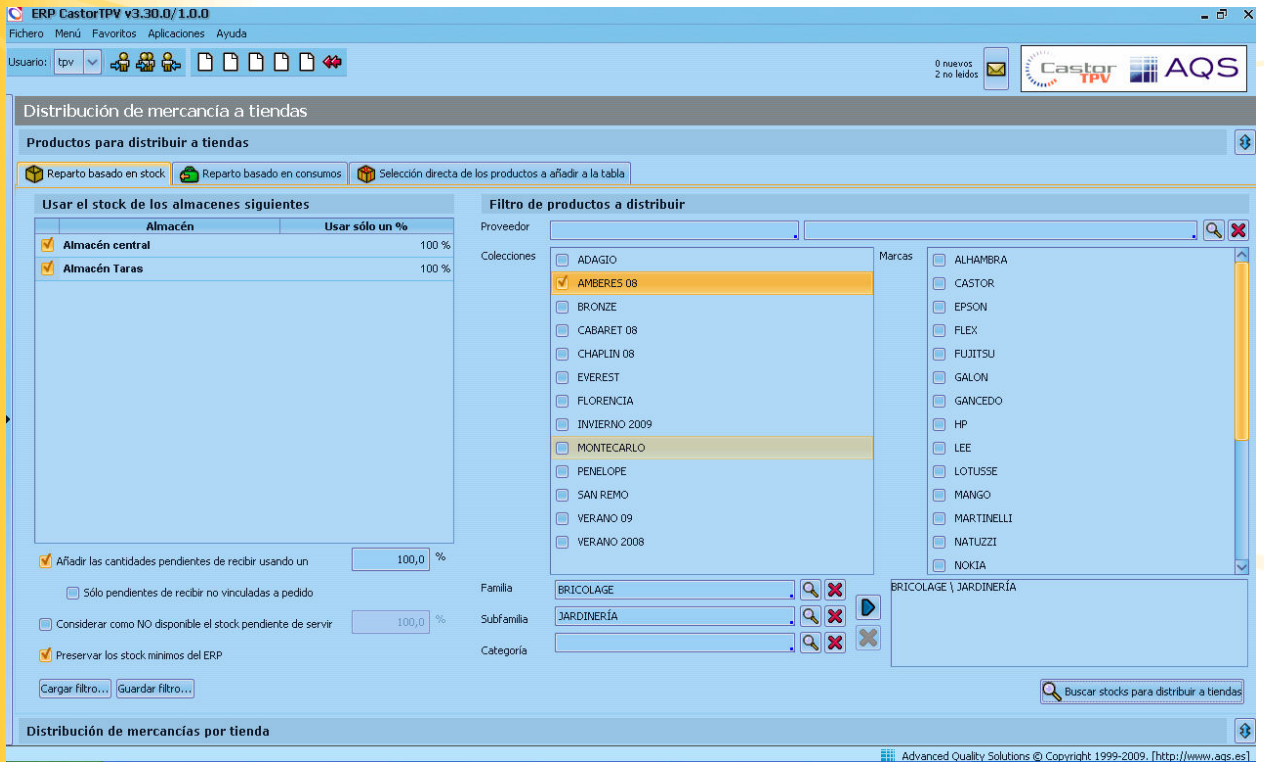 ERP CastorTPV v3.30.0/1.0.0
Fichero Menú Favoritos Aplicaciones Ayuda
Usuario: tpv
0 nuevos
2 no leidos
Castor TPV AQS
Distribución de mercancía a tiendas
Productos para distribuir a tiendas
Reparto basado en stock Reparto basado en consumos Selección directa de los productos a añadir a la tabla
Usar el stock de los almacenes siguientes
Almacén Usar sólo un %
Almacén central 100 %
Almacén Taras 100 %
Añadir las cantidades pendientes de recibir usando un 100,0 %
Sólo pendientes de recibir no vinculadas a pedido
Considerar como NO disponible el stock pendiente de servir 100,0 %
Preservar los stock minimos del ERP
Cargar filtro... Guardar filtro...
Filtro de productos a distribuir
Proveedor
Colecciones
ADAGIO
AMBERES 08
BRONZE
CABARET 08
CHAPLIN 08
EVEREST
FLORENCIA
INVIERNO 2009
MONTECARLO
PENELOPE
SAN REMO
VERANO 09
VERANO 2008
Marcas
ALHAMBRA
CASTOR
EPSON
FLEX
FUJITSU
GALON
GANCEDO
HP
LEE
LOTUSSE
MANGO
MARTINELLI
NATUZZI
NOKIA
Familia BRICOLAGE
Subfamilia JARDINERÍA
Categoría
BRICOLAGE \ JARDINERÍA
Buscar stocks para distribuir a tiendas
Distribución de mercancías por tienda
Advanced Quality Solutions © Copyright 1999-2009. [http://www.aqs.es]